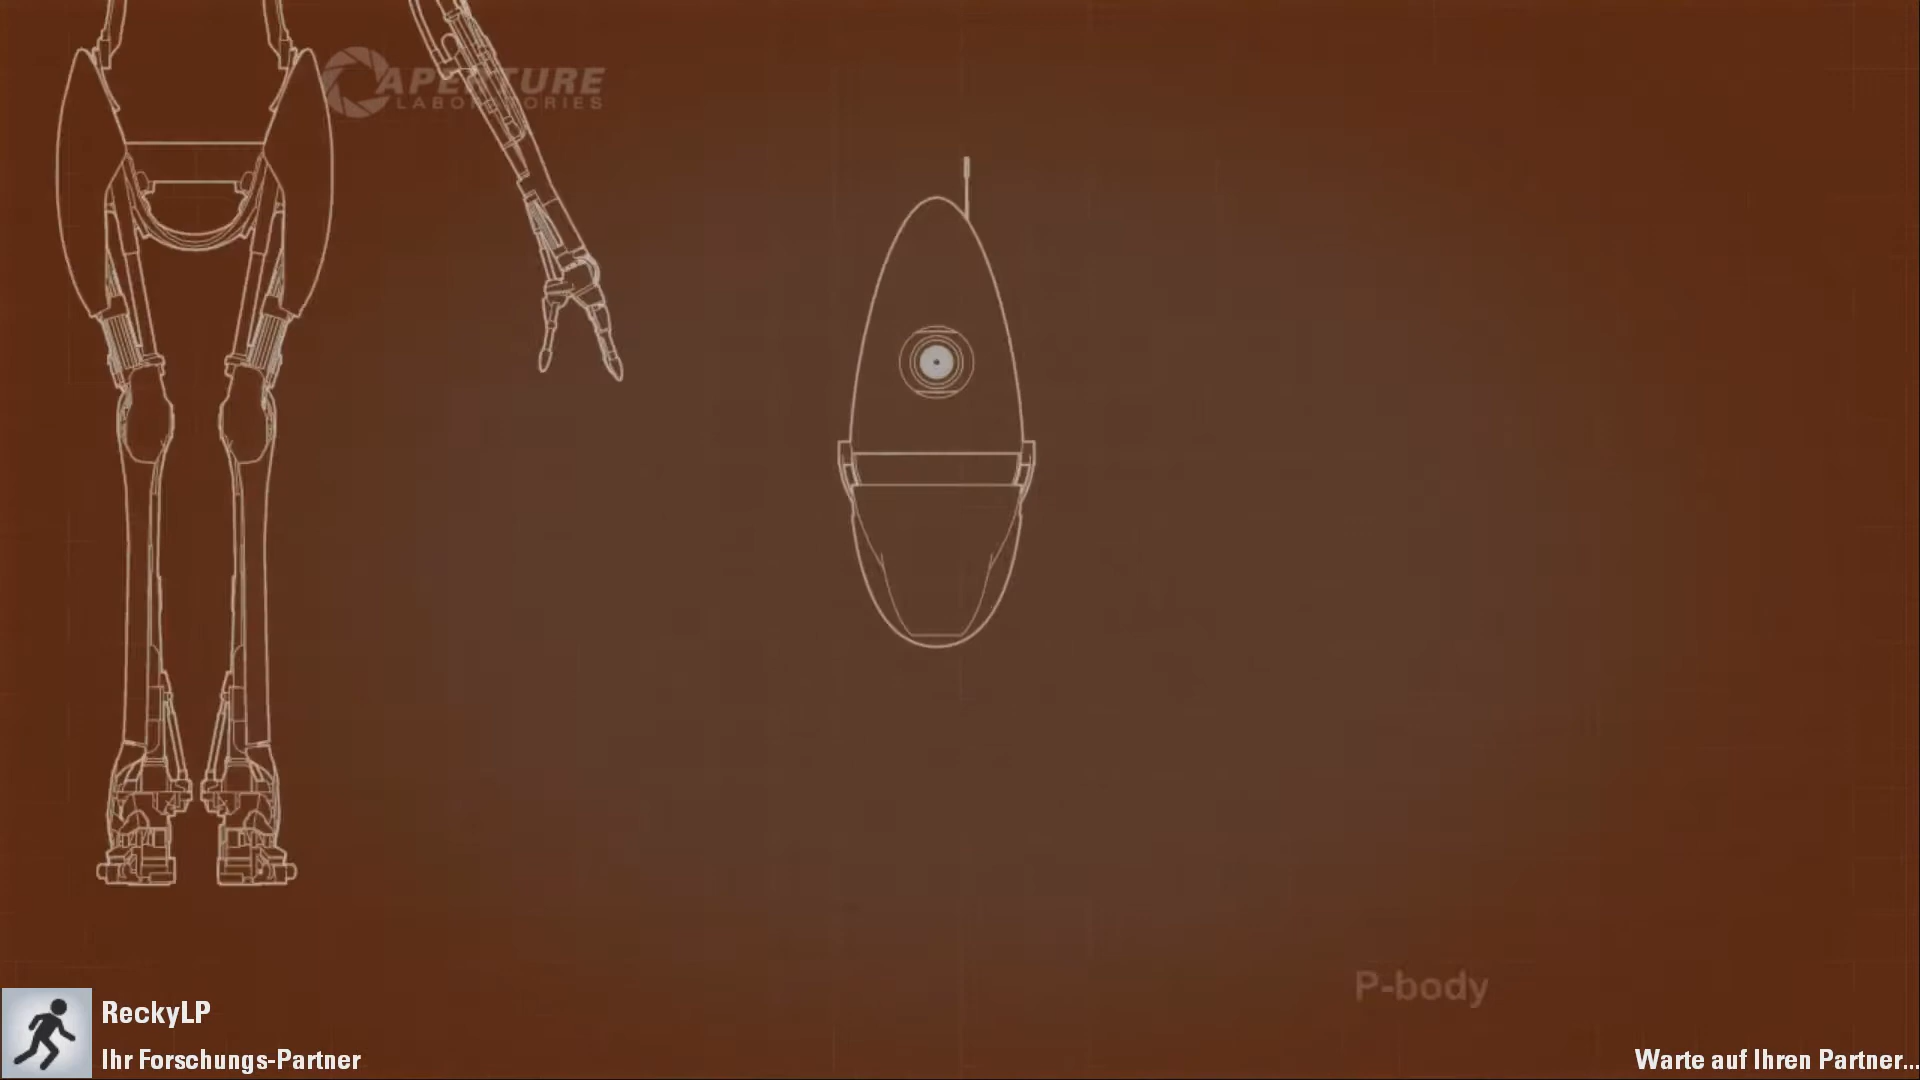 APERTURE
LABORATORIES
P-body
ReckyLP
Ihr Forschungs-Partner
Warte auf Ihren Partner...